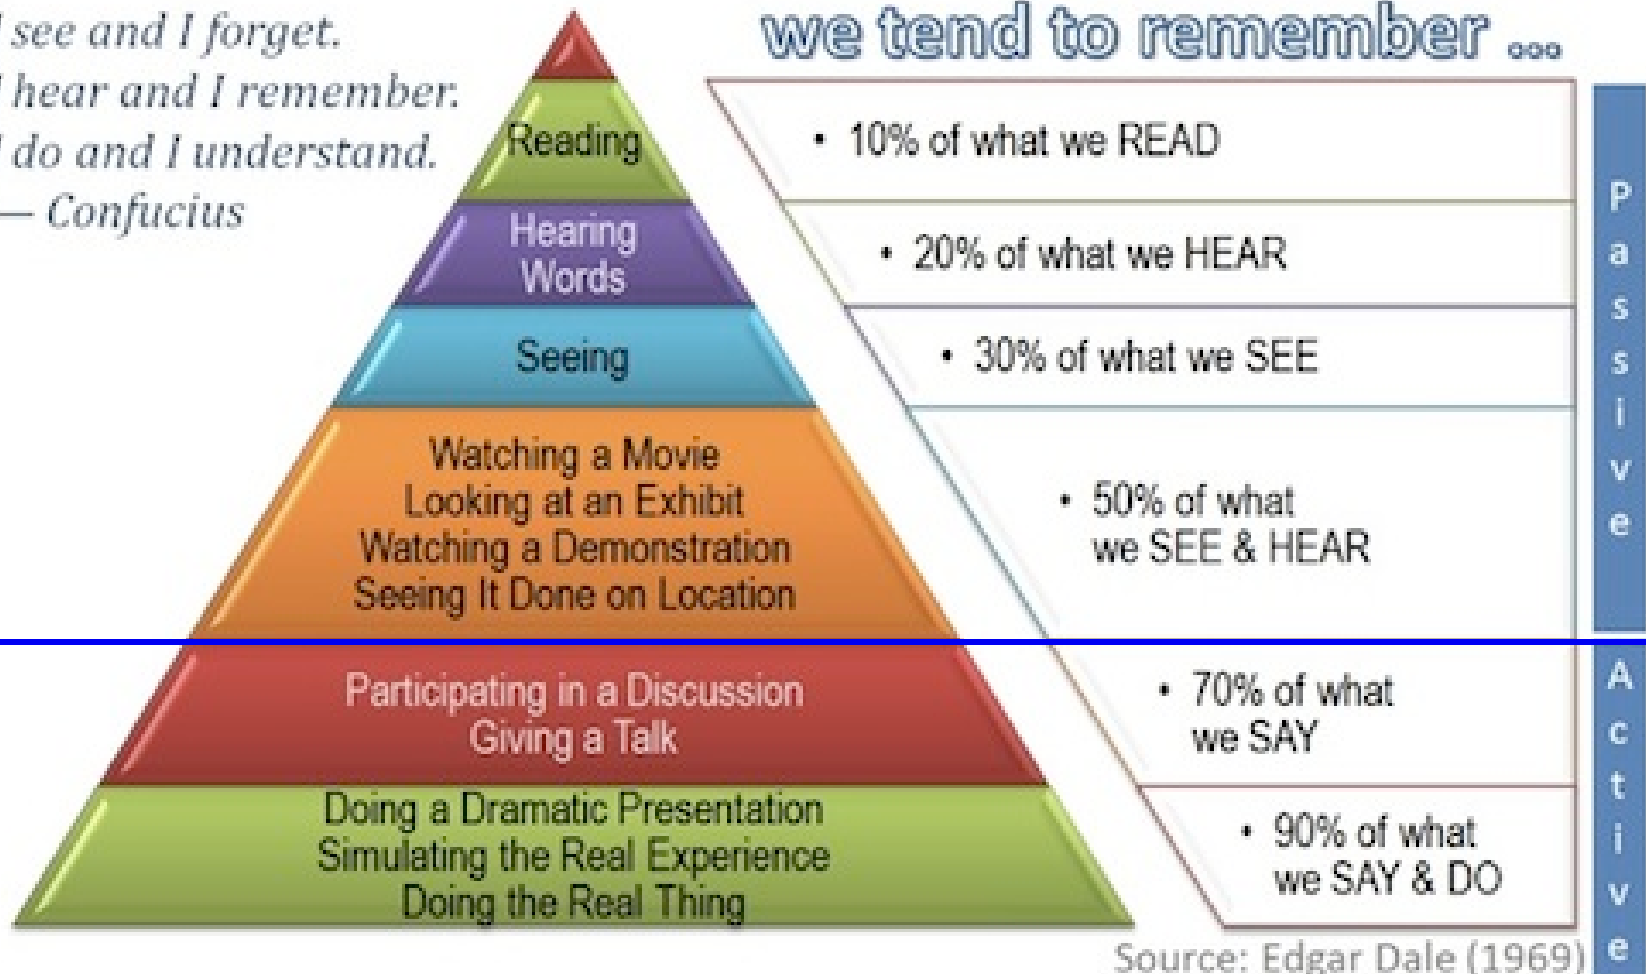 I see and I forget.
I hear and I remember.
I do and I understand.
— Confucius
we tend to remember ...
Reading
• 10% of what we READ
Hearing
Words
• 20% of what we HEAR
Seeing
• 30% of what we SEE
Watching a Movie
Looking at an Exhibit
Watching a Demonstration
Seeing It Done on Location
• 50% of what
we SEE & HEAR
Passive
Participating in a Discussion
Giving a Talk
• 70% of what
we SAY
Doing a Dramatic Presentation
Simulating the Real Experience
Doing the Real Thing
• 90% of what
we SAY & DO
Active
Source: Edgar Dale (1969)